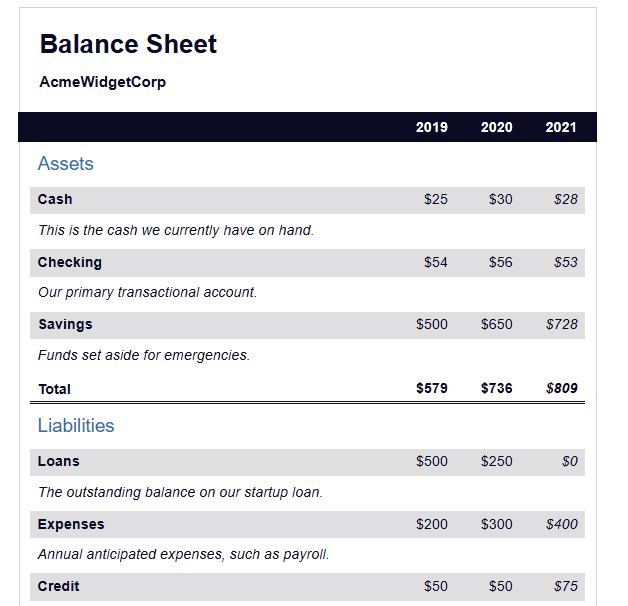 Balance Sheet
AcmeWidgetCorp
2019 2020 2021
Assets
Cash $25 $30 $28
This is the cash we currently have on hand.
Checking $54 $56 $53
Our primary transactional account.
Savings $500 $650 $728
Funds set aside for emergencies.
Total $579 $736 $809
Liabilities
Loans $500 $250 $0
The outstanding balance on our startup loan.
Expenses $200 $300 $400
Annual anticipated expenses, such as payroll.
Credit $50 $50 $75